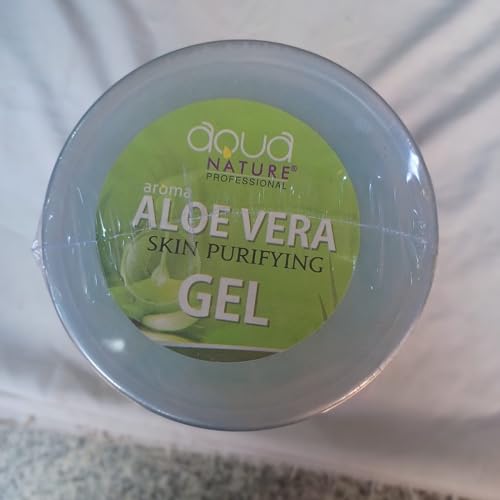 aqua
NATURE®
PROFESSIONAL
aroma
ALOE VERA
SKIN PURIFYING
GEL